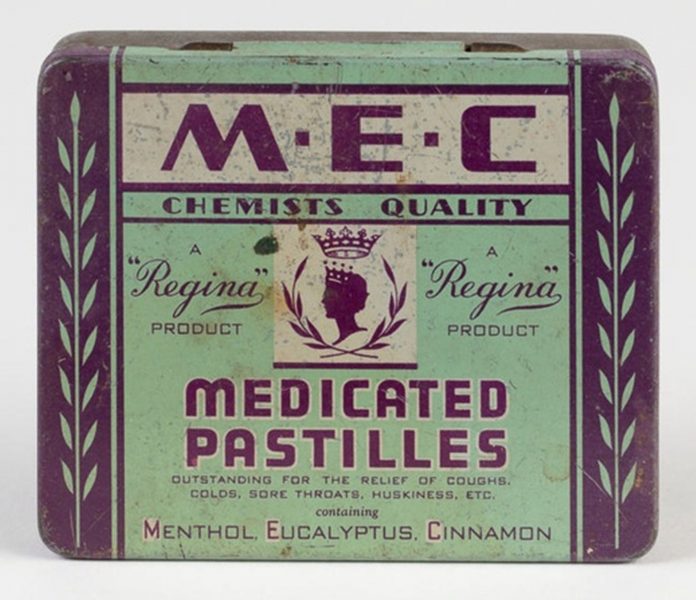 M·E·C
CHEMISTS QUALITY
A
"Regina"
PRODUCT
A
"Regina"
PRODUCT
MEDICATED
PASTILLES
OUTSTANDING FOR THE RELIEF OF COUGHS,
COLDS, SORE THROATS, HUSKINESS, ETC.
containing
MENTHOL, EUCALYPTUS, CINNAMON